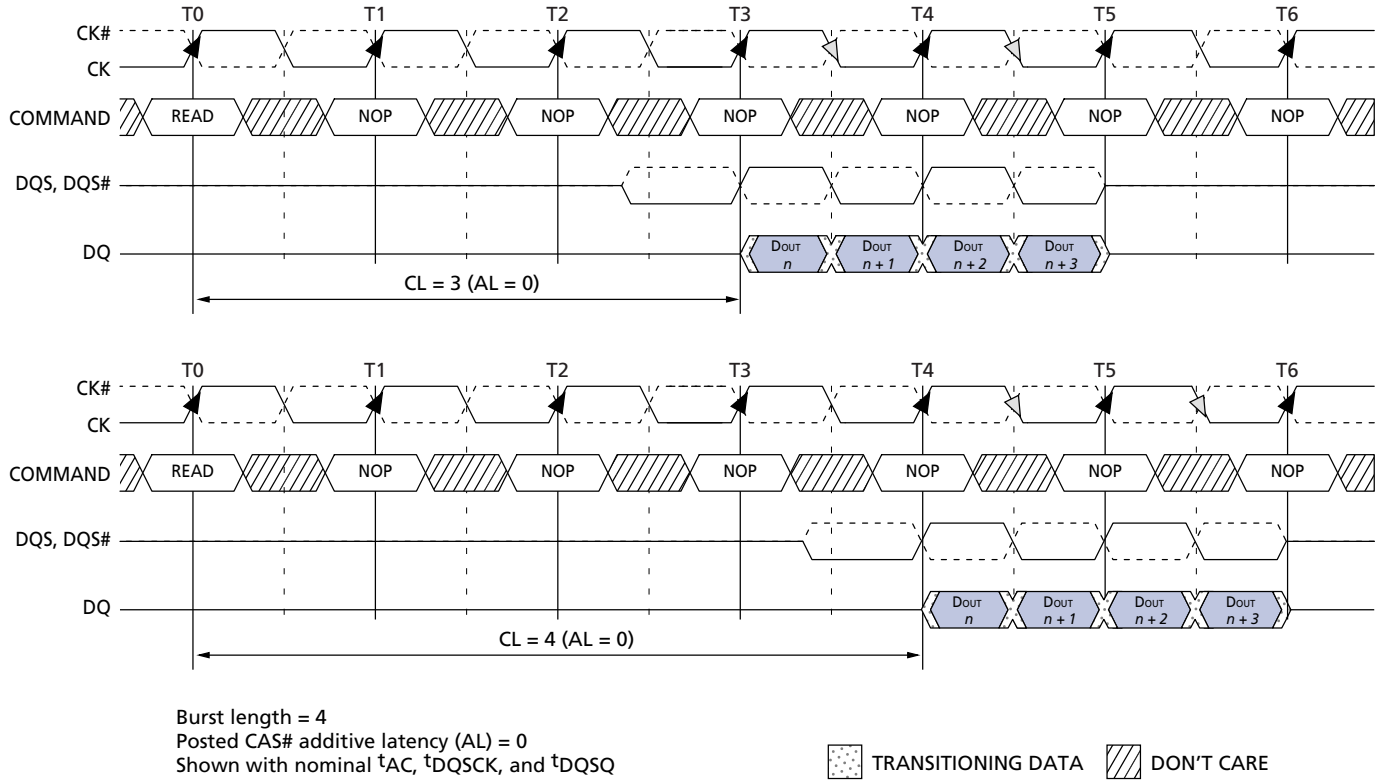 T0 T1 T2 T3 T4 T5 T6
CK#
CK
COMMAND READ NOP NOP NOP NOP NOP NOP
DQS, DQS#
DQ DOUT n DOUT n + 1 DOUT n + 2 DOUT n + 3
CL = 3 (AL = 0)
T0 T1 T2 T3 T4 T5 T6
CK#
CK
COMMAND READ NOP NOP NOP NOP NOP NOP
DQS, DQS#
DQ DOUT n DOUT n + 1 DOUT n + 2 DOUT n + 3
CL = 4 (AL = 0)
Burst length = 4
Posted CAS# additive latency (AL) = 0
Shown with nominal tAC, tDQSCK, and tDQSQ
TRANSITIONING DATA DON'T CARE